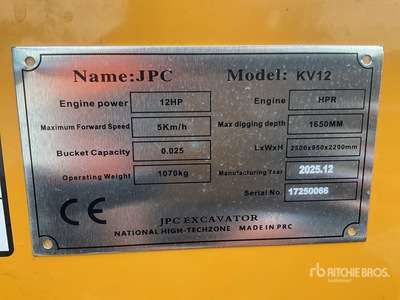 Name:JPC Model: KV12
Engine power 12HP Engine HPR
Maximum Forward Speed 5Km/h Max digging depth 1650MM
Bucket Capacity 0.025 LxWxH 2500x950x2200mm
Operating Weight 1070kg Manufacturing Year 2025.12
Serial No. 17250066
CE
JPC EXCAVATOR
NATIONAL HIGH-TECHZONE MADE IN PRC
rb RITCHIE BROS.